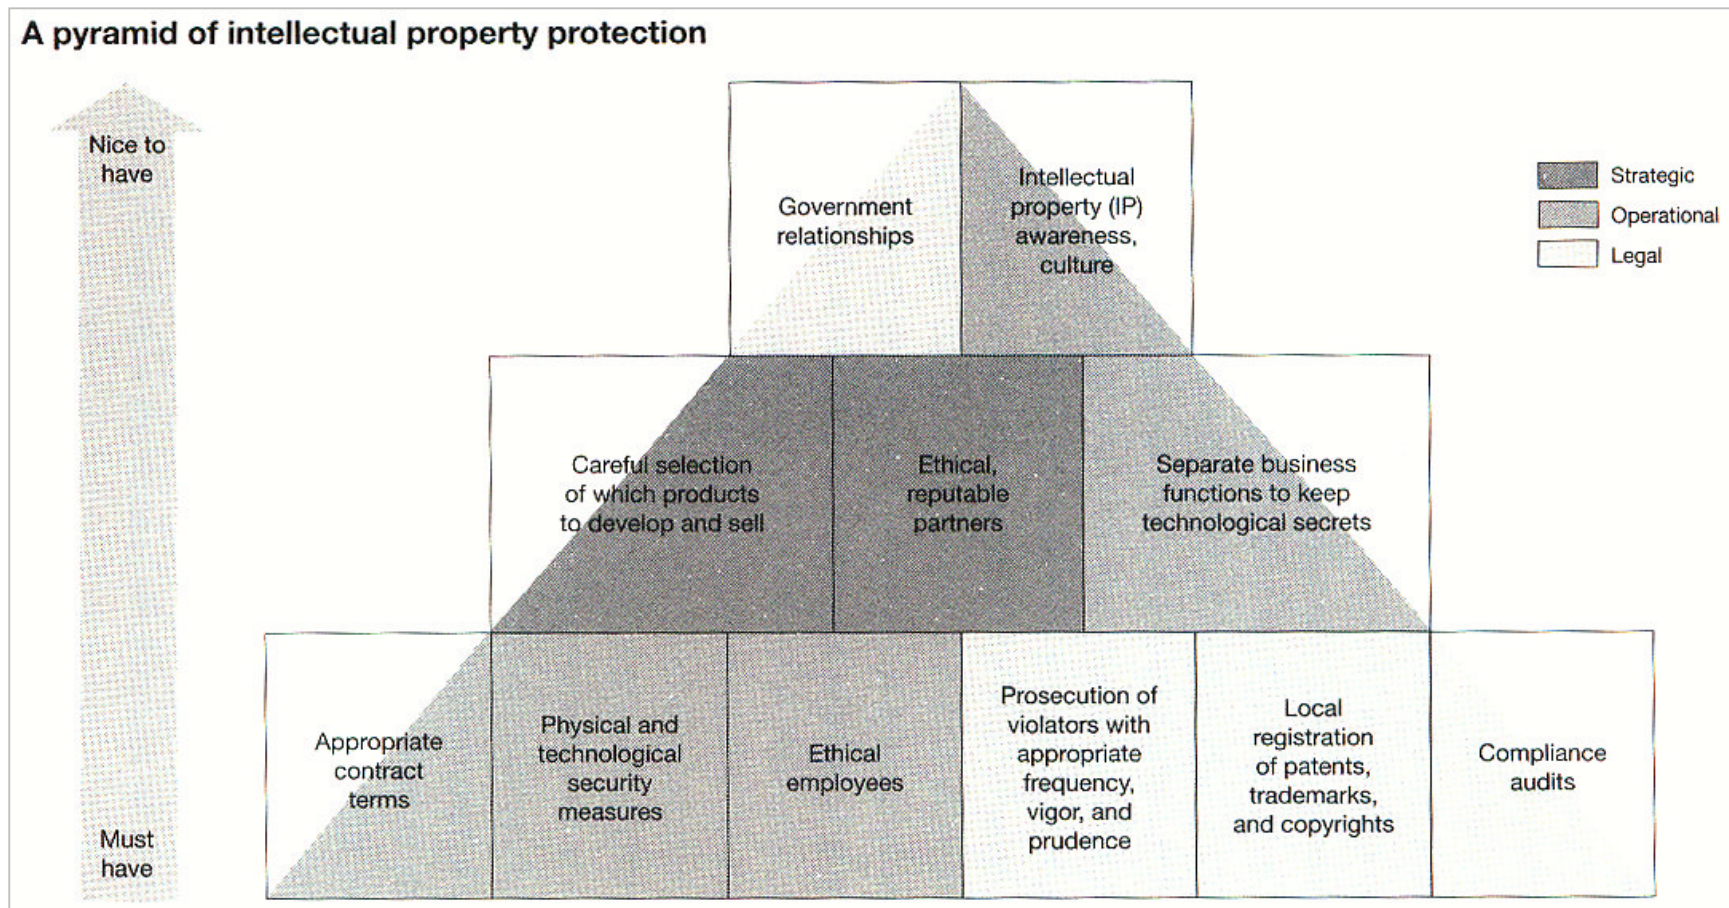 A pyramid of intellectual property protection
Nice to
have
Must
have
Government
relationships
Intellectual
property (IP)
awareness,
culture
Strategic
Operational
Legal
Careful selection
of which products
to develop and sell
Ethical,
reputable
partners
Separate business
functions to keep
technological secrets
Appropriate
contract
terms
Physical and
technological
security
measures
Ethical
employees
Prosecution of
violators with
appropriate
frequency,
vigor, and
prudence
Local
registration
of patents,
trademarks,
and copyrights
Compliance
audits